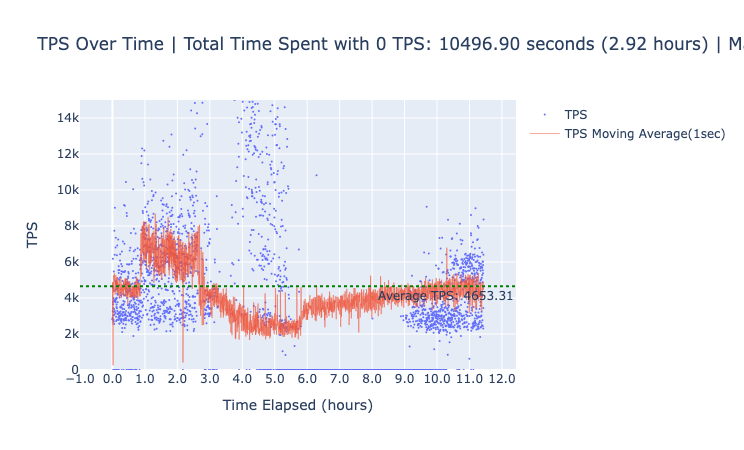 TPS Over Time | Total Time Spent with 0 TPS: 10496.90 seconds (2.92 hours) | M
TPS
TPS Moving Average(1sec)
14k
12k
10k
8k
6k
4k
2k
0
TPS
Average TPS: 4653.31
−1.0 0.0 1.0 2.0 3.0 4.0 5.0 6.0 7.0 8.0 9.0 10.0 11.0 12.0
Time Elapsed (hours)